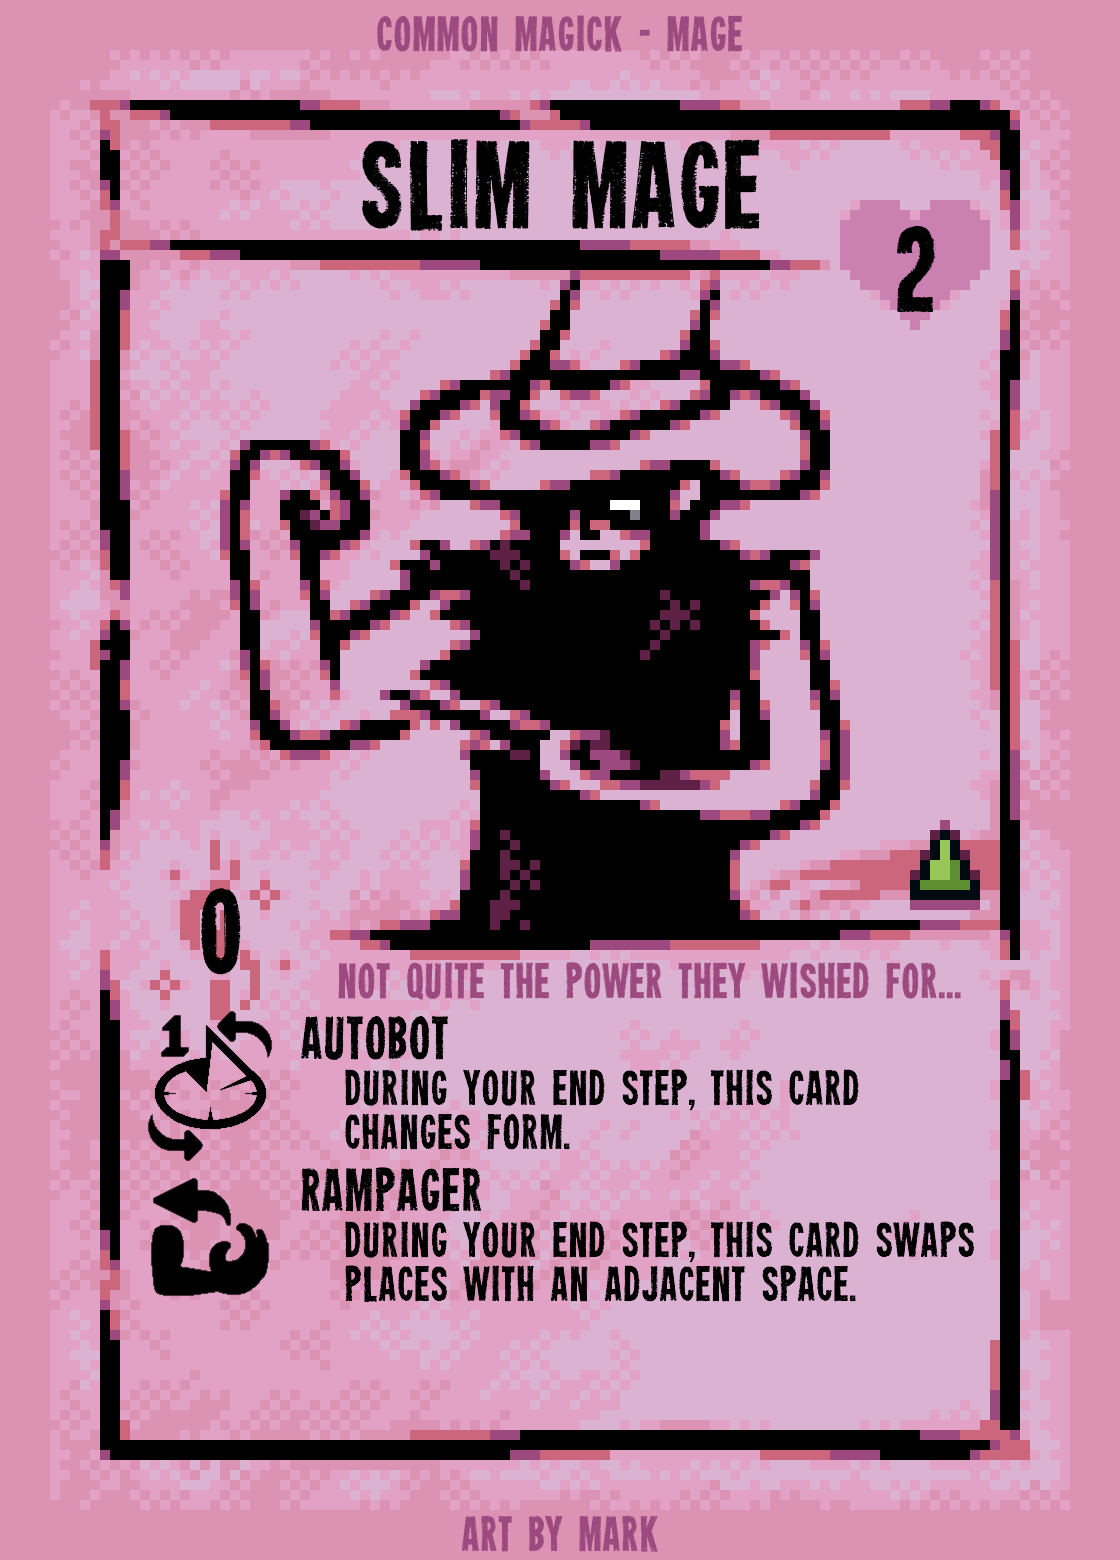 COMMON MAGICK - MAGE
SLIM MAGE
2
0
NOT QUITE THE POWER THEY WISHED FOR...
1
AUTOBOT
DURING YOUR END STEP, THIS CARD
CHANGES FORM.
RAMPAGER
DURING YOUR END STEP, THIS CARD SWAPS
PLACES WITH AN ADJACENT SPACE.
ART BY MARK